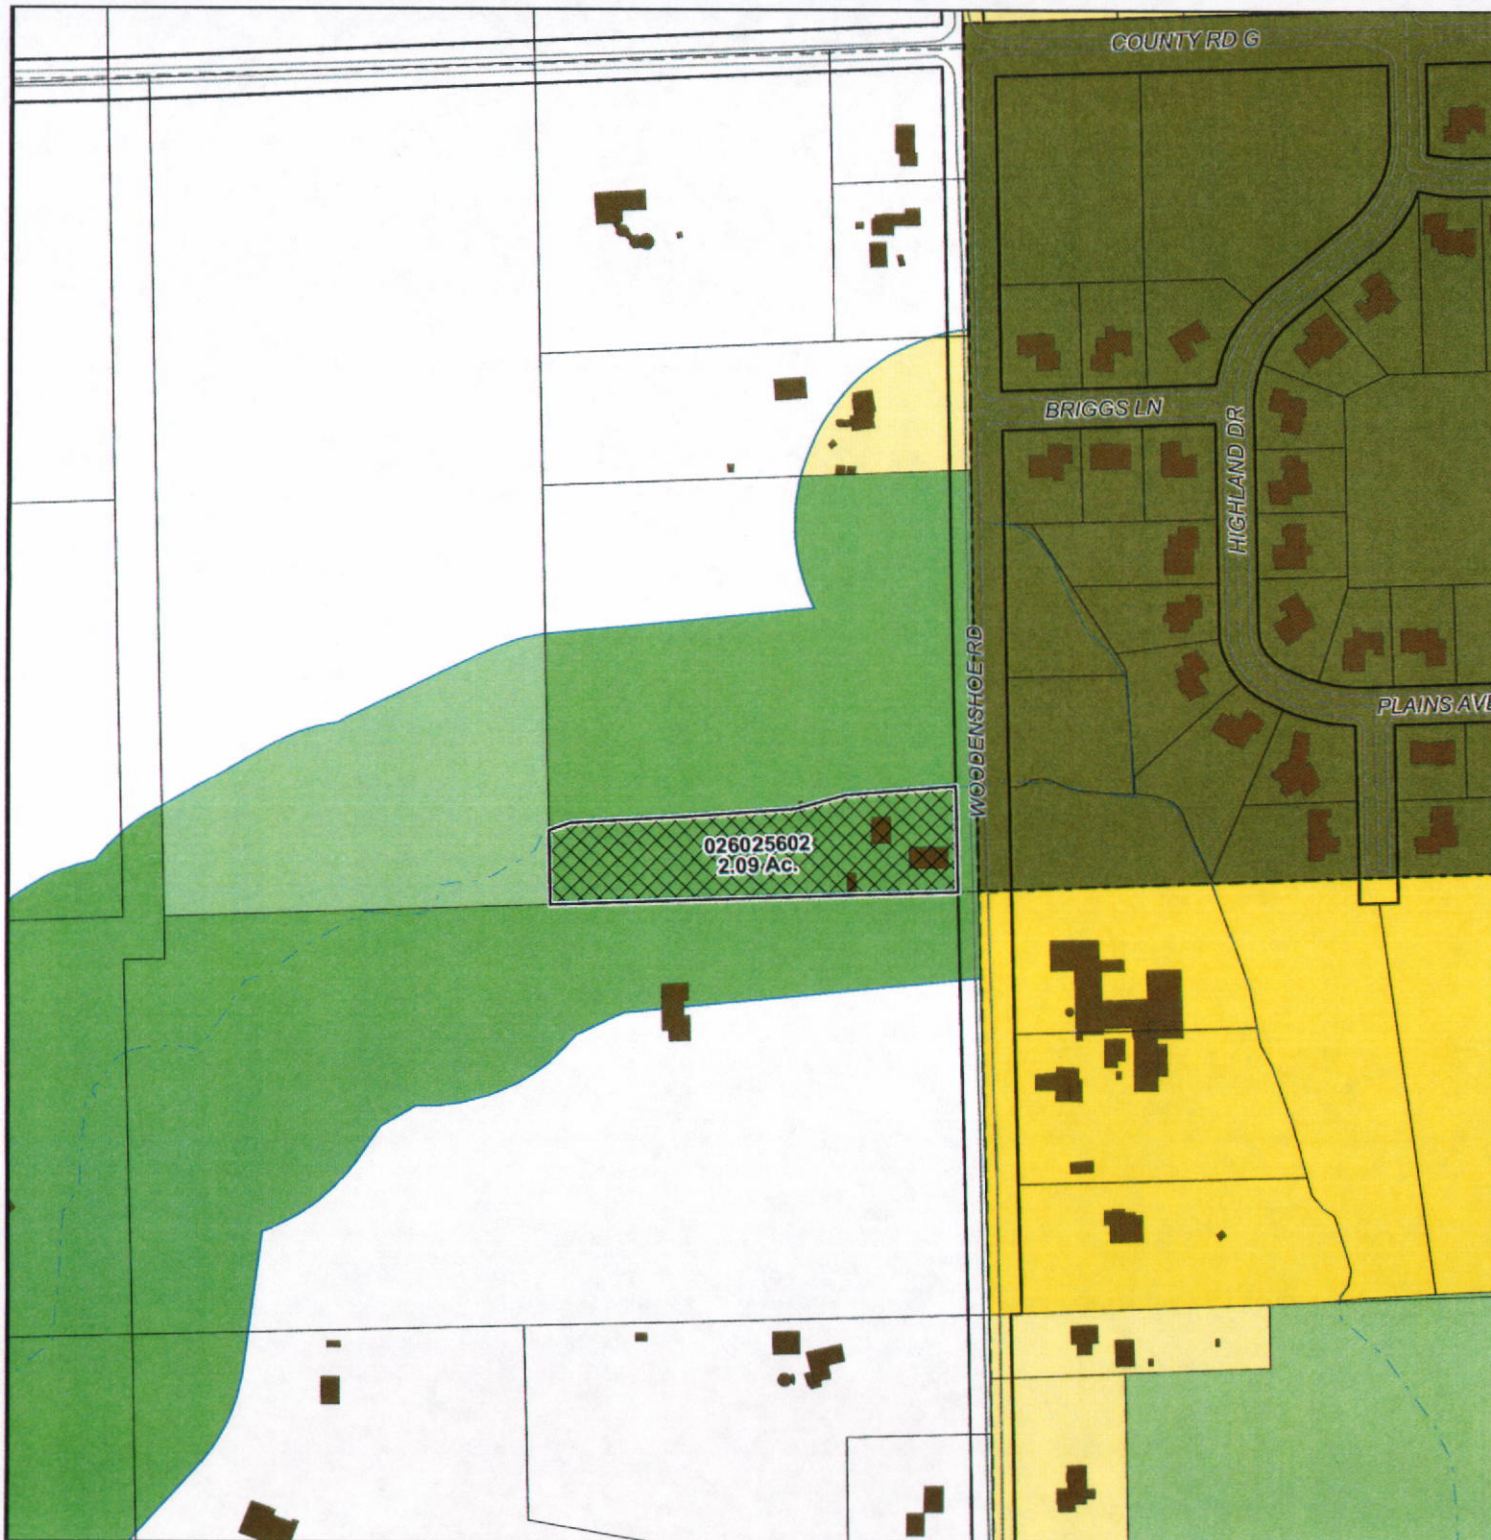 COUNTY RD G
BRIGGS LN
HIGHLAND DR
WOODENSHOE RD
PLAINS AVE
026025602
2.09 Ac.